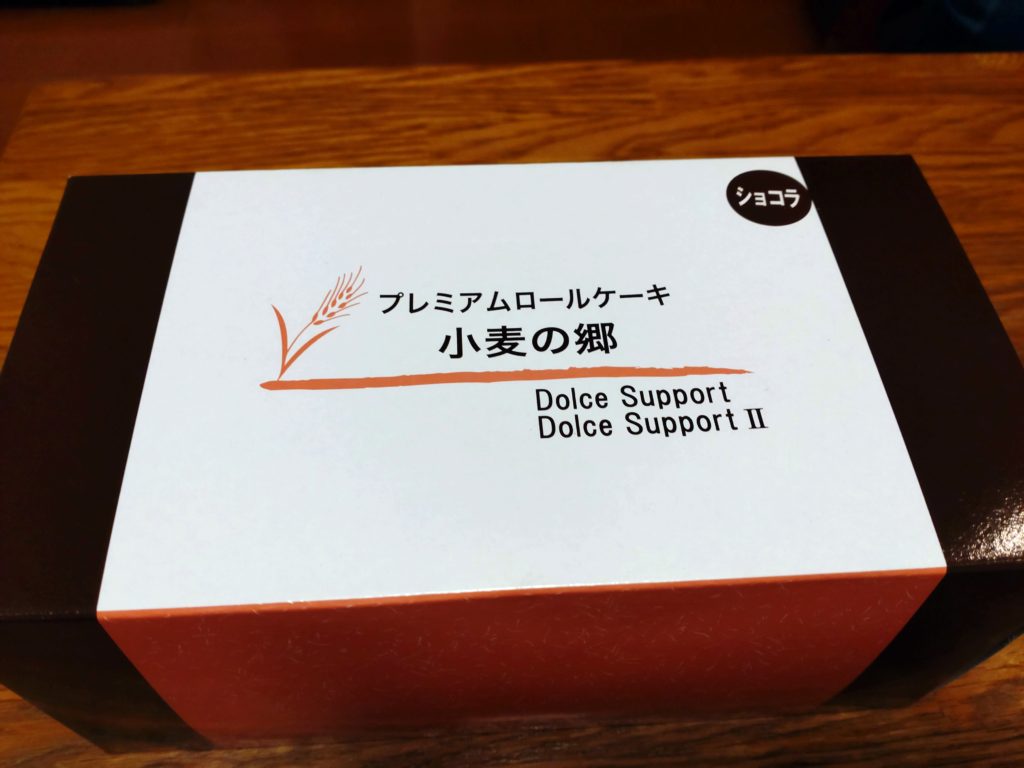 ショコラ
プレミアムロールケーキ
小麦の郷
Dolce Support
Dolce Support Ⅱ